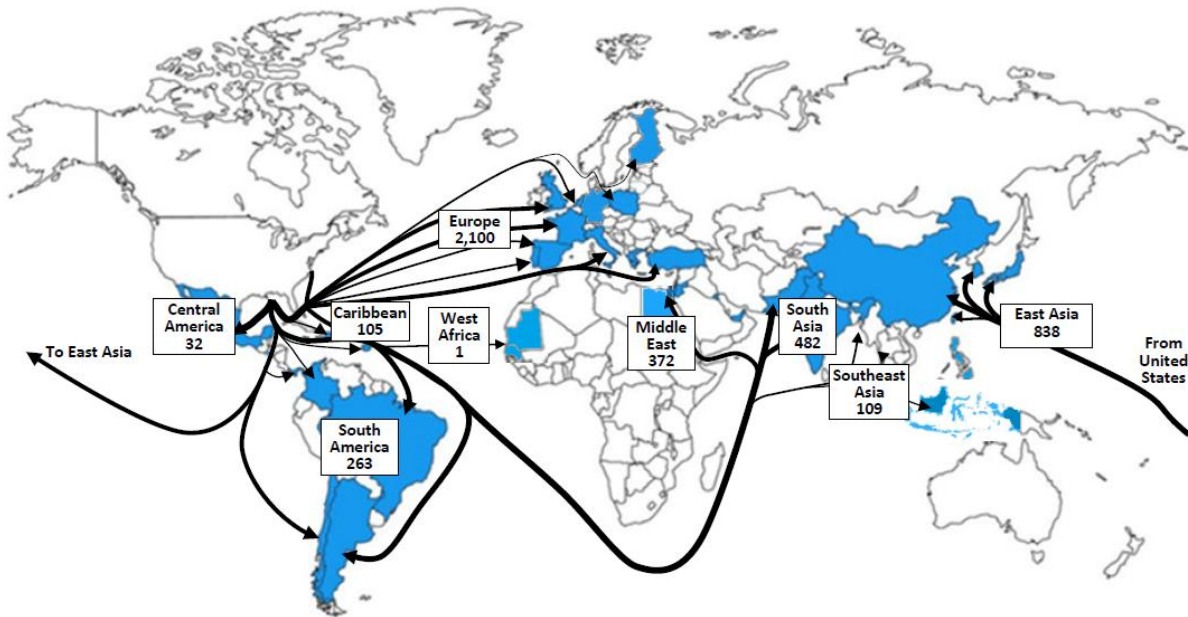 Europe
2,100
Central
America
32
Caribbean
105
West
Africa
1
Middle
East
372
South
Asia
482
East Asia
838
To East Asia
From
United
States
Southeast
Asia
109
South
America
263